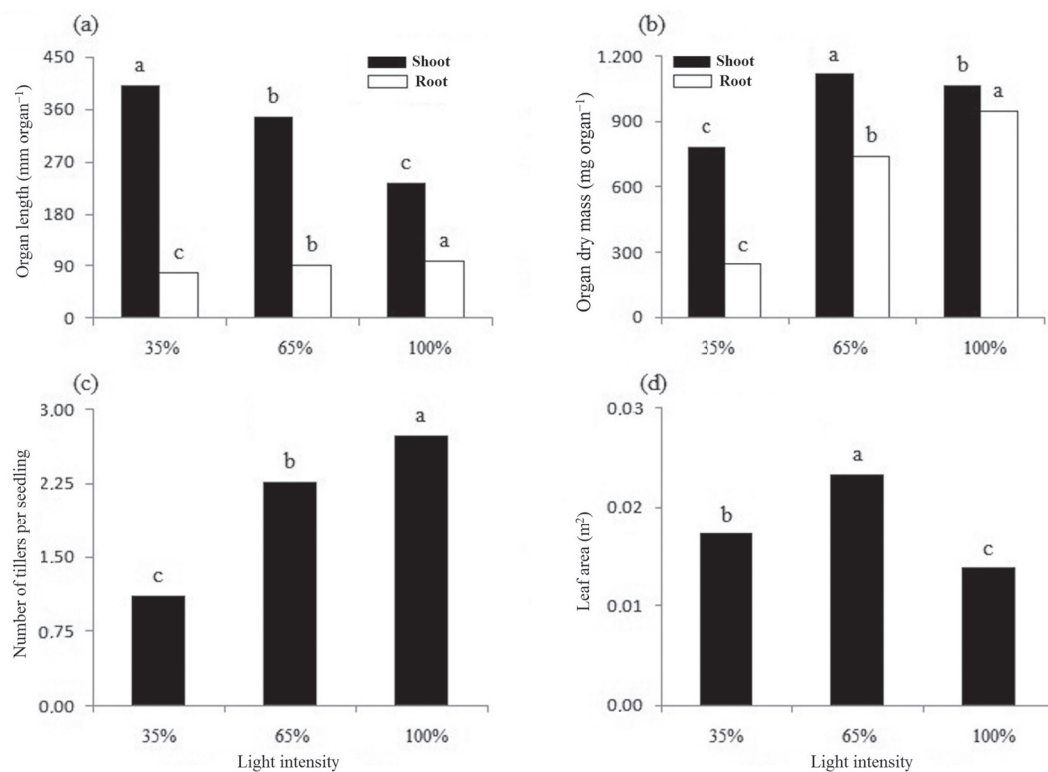 (a)
Organ length (mm organ⁻¹)
450
360
270
180
90
0
Shoot
Root
a
b
c
c
b
a
35%
65%
100%
(b)
Organ dry mass (mg organ⁻¹)
1.200
900
600
300
0
Shoot
Root
c
a
b
c
b
a
35%
65%
100%
(c)
Number of tillers per seedling
3.00
2.25
1.50
0.75
0.00
c
b
a
35%
65%
100%
Light intensity
(d)
Leaf area (m²)
0.03
0.02
0.01
0.00
b
a
c
35%
65%
100%
Light intensity